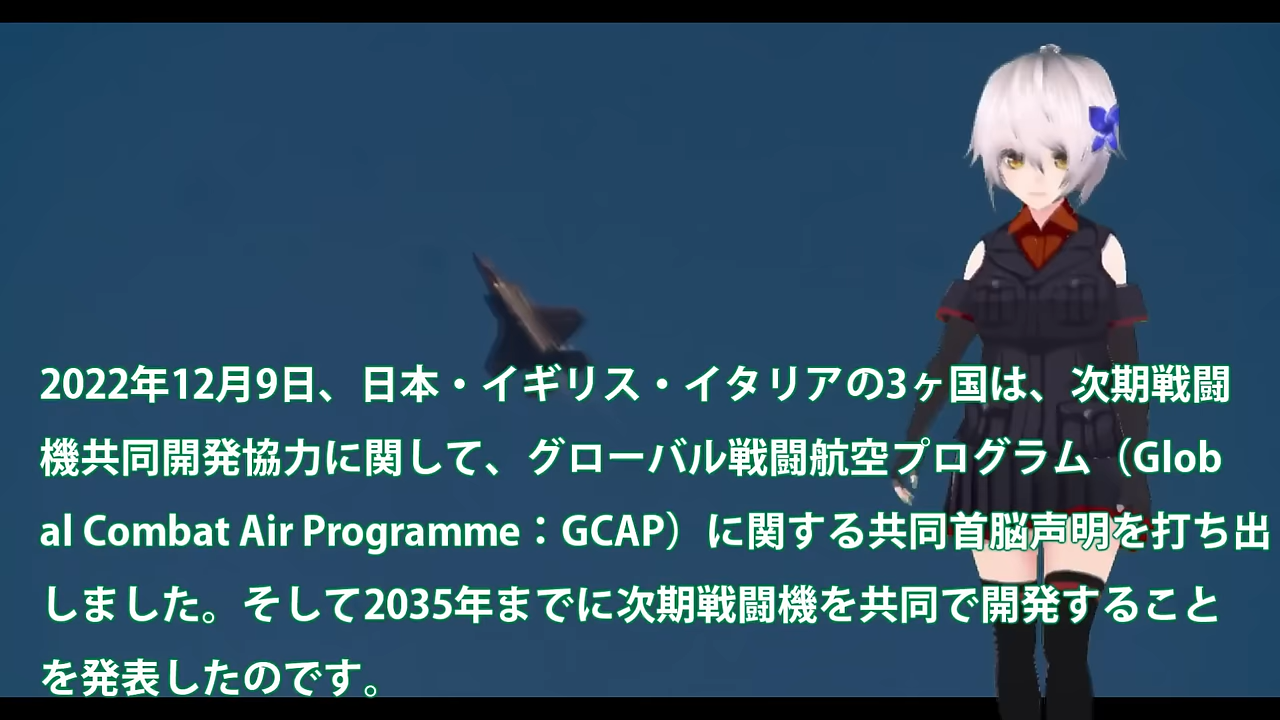 2022年12月9日、日本・イギリス・イタリアの3ヶ国は、次期戦闘
機共同開発協力に関して、グローバル戦闘航空プログラム（Glob
al Combat Air Programme：GCAP）に関する共同首脳声明を打ち出
しました。そして2035年までに次期戦闘機を共同で開発すること
を発表したのです。